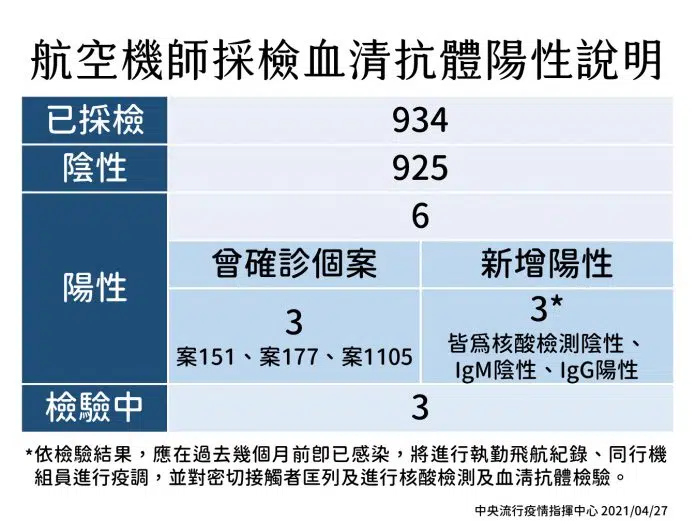 航空機師採檢血清抗體陽性說明
已採檢
934
陰性
925
陽性
6
曾確診個案
新增陽性
3
案151、案177、案1105
3*
皆為核酸檢測陰性、
IgM陰性、IgG陽性
檢驗中
3
*依檢驗結果，應在過去幾個月前即已感染，將進行執勤飛航紀錄、同行機
組員進行疫調，並對密切接觸者匡列及進行核酸檢測及血清抗體檢驗。
中央流行疫情指揮中心 2021/04/27